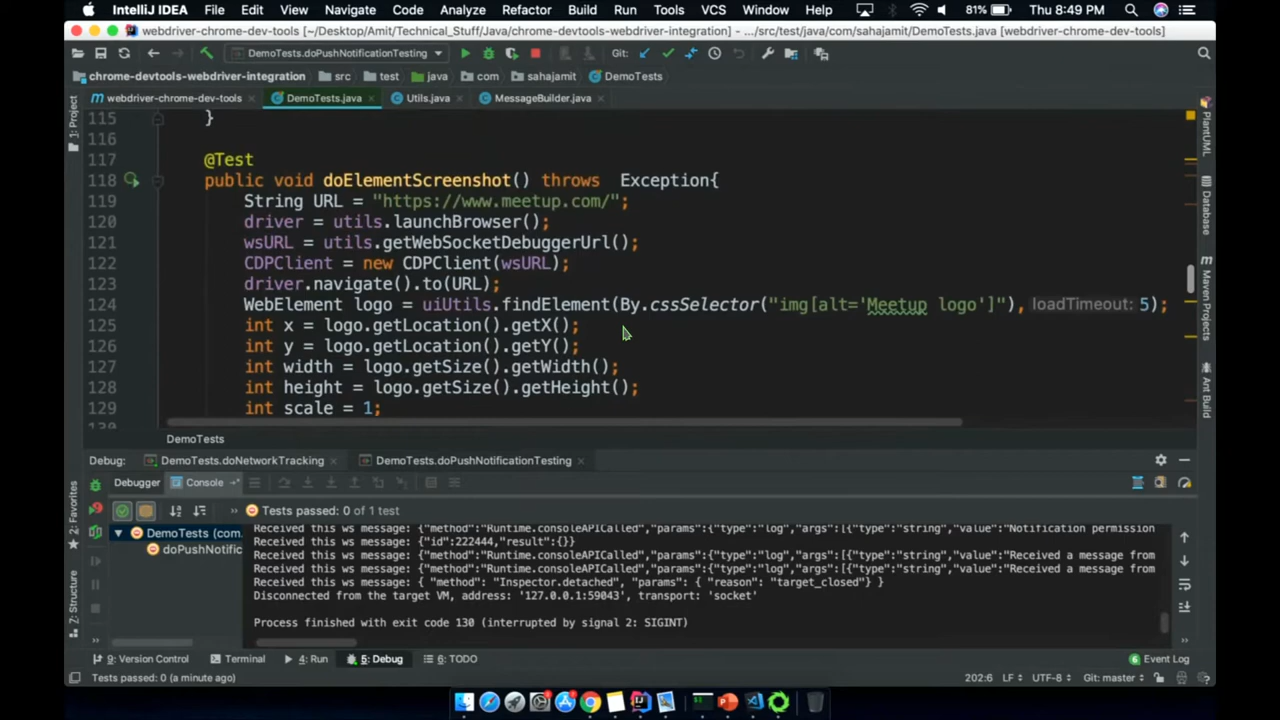 IntelliJ IDEA File Edit View Navigate Code Analyze Refactor Build Run Tools VCS Window Help 81% Thu 8:49 PM
webdriver-chrome-dev-tools [~/Desktop/Amit/Technical_Stuff/Java/chrome-devtools-webdriver-integration] - .../src/test/java/com/sahajamit/DemoTests.java [webdriver-chrome-dev-tools]
DemoTests.doPushNotificationTesting Git:
chrome-devtools-webdriver-integration src test java com sahajamit DemoTests
webdriver-chrome-dev-tools DemoTests.java Utils.java MessageBuilder.java
1: Project
PlantUML
Database
Maven Projects
Ant Build
115 }
116
117 @Test
118 public void doElementScreenshot() throws Exception{
119 String URL = "https://www.meetup.com/";
120 driver = utils.launchBrowser();
121 wsURL = utils.getWebSocketDebuggerUrl();
122 CDPClient = new CDPClient(wsURL);
123 driver.navigate().to(URL);
124 WebElement logo = uiUtils.findElement(By.cssSelector("img[alt='Meetup logo']"), loadTimeout: 5);
125 int x = logo.getLocation().getX();
126 int y = logo.getLocation().getY();
127 int width = logo.getSize().getWidth();
128 int height = logo.getSize().getHeight();
129 int scale = 1;
130
DemoTests
Debug: DemoTests.doNetworkTracking DemoTests.doPushNotificationTesting
Debugger Console
Tests passed: 0 of 1 test
DemoTests (com.
doPushNotific
Received this ws message: {"method":"Runtime.consoleAPICalled","params":{"type":"log","args":[{"type":"string","value":"Notification permission
Received this ws message: {"id":222444,"result":{}}
Received this ws message: {"method":"Runtime.consoleAPICalled","params":{"type":"log","args":[{"type":"string","value":"Received a message from
Received this ws message: {"method":"Runtime.consoleAPICalled","params":{"type":"log","args":[{"type":"string","value":"Received a message from
Received this ws message: { "method": "Inspector.detached", "params": { "reason": "target_closed"} }
Disconnected from the target VM, address: '127.0.0.1:59043', transport: 'socket'
Process finished with exit code 130 (interrupted by signal 2: SIGINT)
2: Favorites
7: Structure
9: Version Control Terminal 4: Run 5: Debug 6: TODO 6 Event Log
Tests passed: 0 (a minute ago) 202:6 LF UTF-8 Git: master